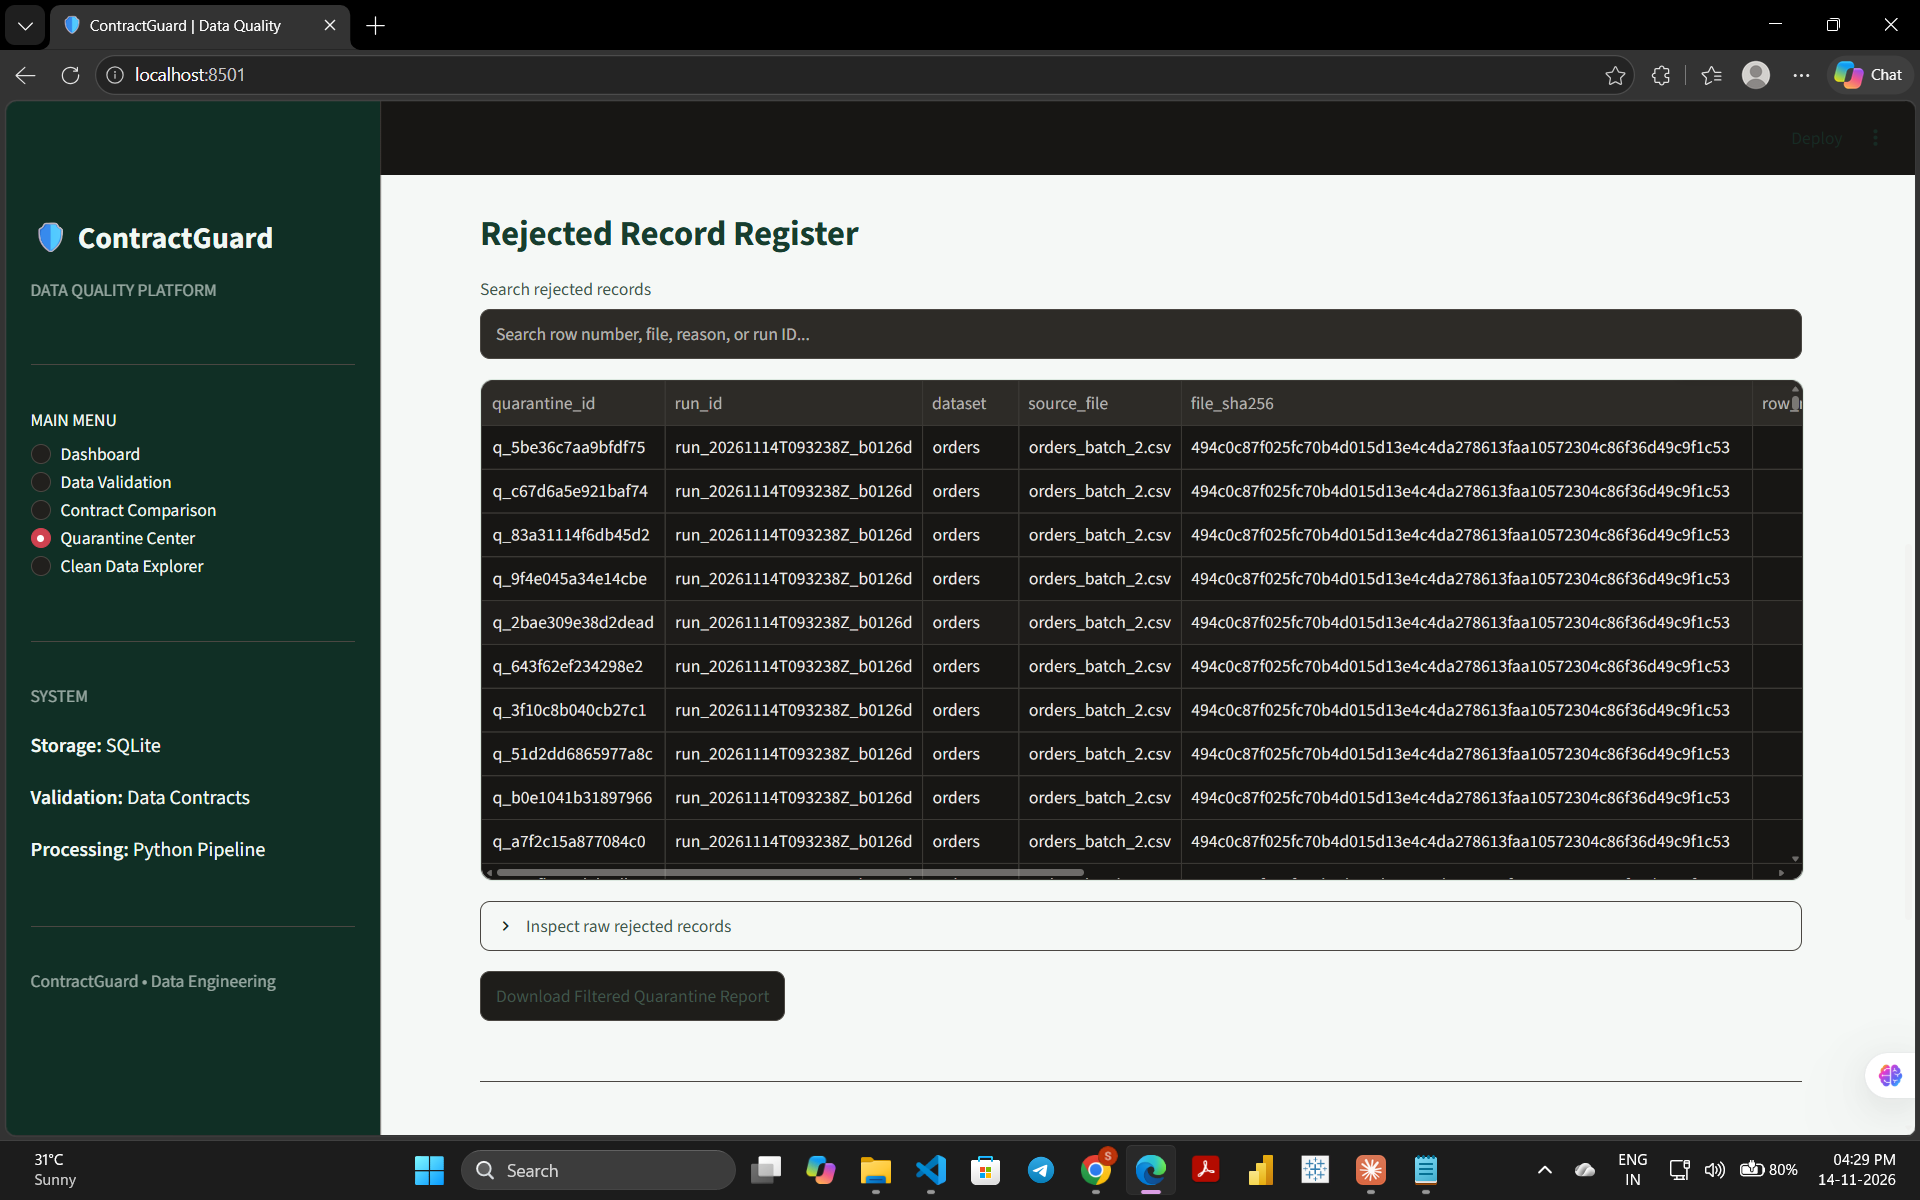 ContractGuard | Data Quality
localhost:8501
Chat
Deploy
ContractGuard
DATA QUALITY PLATFORM
MAIN MENU
Dashboard
Data Validation
Contract Comparison
Quarantine Center
Clean Data Explorer
SYSTEM
Storage: SQLite
Validation: Data Contracts
Processing: Python Pipeline
ContractGuard • Data Engineering
Rejected Record Register
Search rejected records
Search row number, file, reason, or run ID...
quarantine_id run_id dataset source_file file_sha256
q_5be36c7aa9bfdf75 run_20261114T093238Z_b0126d orders orders_batch_2.csv 494c0c87f025fc70b4d015d13e4c4da278613faa10572304c86f36d49c9f1c53
q_c67d6a5e921baf74 run_20261114T093238Z_b0126d orders orders_batch_2.csv 494c0c87f025fc70b4d015d13e4c4da278613faa10572304c86f36d49c9f1c53
q_83a31114f6db45d2 run_20261114T093238Z_b0126d orders orders_batch_2.csv 494c0c87f025fc70b4d015d13e4c4da278613faa10572304c86f36d49c9f1c53
q_9f4e045a34e14cbe run_20261114T093238Z_b0126d orders orders_batch_2.csv 494c0c87f025fc70b4d015d13e4c4da278613faa10572304c86f36d49c9f1c53
q_2bae309e38d2dead run_20261114T093238Z_b0126d orders orders_batch_2.csv 494c0c87f025fc70b4d015d13e4c4da278613faa10572304c86f36d49c9f1c53
q_643f62ef234298e2 run_20261114T093238Z_b0126d orders orders_batch_2.csv 494c0c87f025fc70b4d015d13e4c4da278613faa10572304c86f36d49c9f1c53
q_3f10c8b040cb27c1 run_20261114T093238Z_b0126d orders orders_batch_2.csv 494c0c87f025fc70b4d015d13e4c4da278613faa10572304c86f36d49c9f1c53
q_51d2dd6865977a8c run_20261114T093238Z_b0126d orders orders_batch_2.csv 494c0c87f025fc70b4d015d13e4c4da278613faa10572304c86f36d49c9f1c53
q_b0e1041b31897966 run_20261114T093238Z_b0126d orders orders_batch_2.csv 494c0c87f025fc70b4d015d13e4c4da278613faa10572304c86f36d49c9f1c53
q_a7f2c15a877084c0 run_20261114T093238Z_b0126d orders orders_batch_2.csv 494c0c87f025fc70b4d015d13e4c4da278613faa10572304c86f36d49c9f1c53
Inspect raw rejected records
Download Filtered Quarantine Report
31°C
Sunny
Search
S
ENG
IN
80%
04:29 PM
14-11-2026